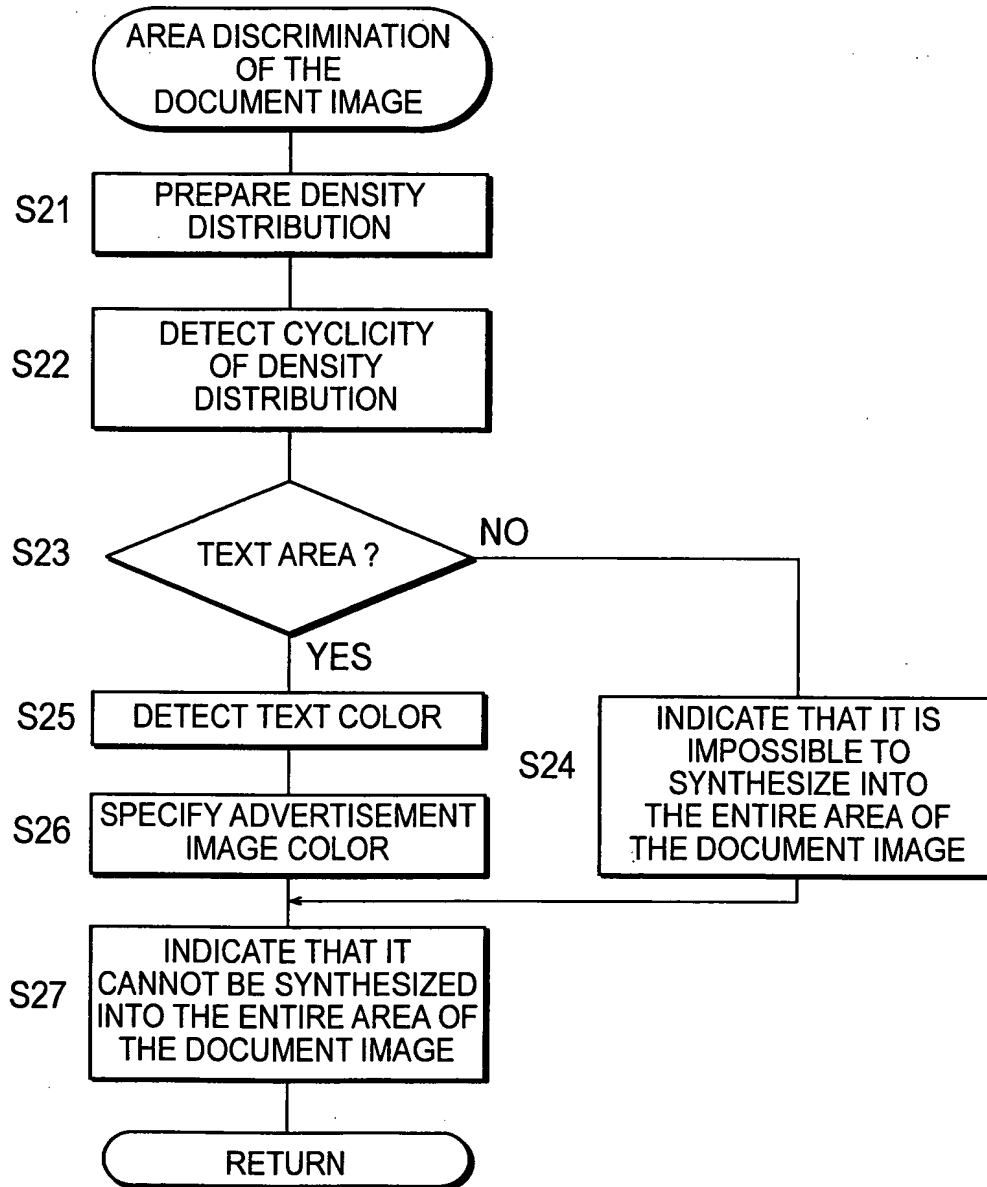 AREA DISCRIMINATION
OF THE
DOCUMENT IMAGE
S21
PREPARE DENSITY
DISTRIBUTION
S22
DETECT CYCLICITY
OF DENSITY
DISTRIBUTION
S23
TEXT AREA ?
NO
YES
S25
DETECT TEXT COLOR
S24
INDICATE THAT IT IS
IMPOSSIBLE TO
SYNTHESIZE INTO
THE ENTIRE AREA OF
THE DOCUMENT IMAGE
S26
SPECIFY ADVERTISEMENT
IMAGE COLOR
S27
INDICATE THAT IT
CANNOT BE SYNTHESIZED
INTO THE ENTIRE AREA OF
THE DOCUMENT IMAGE
RETURN